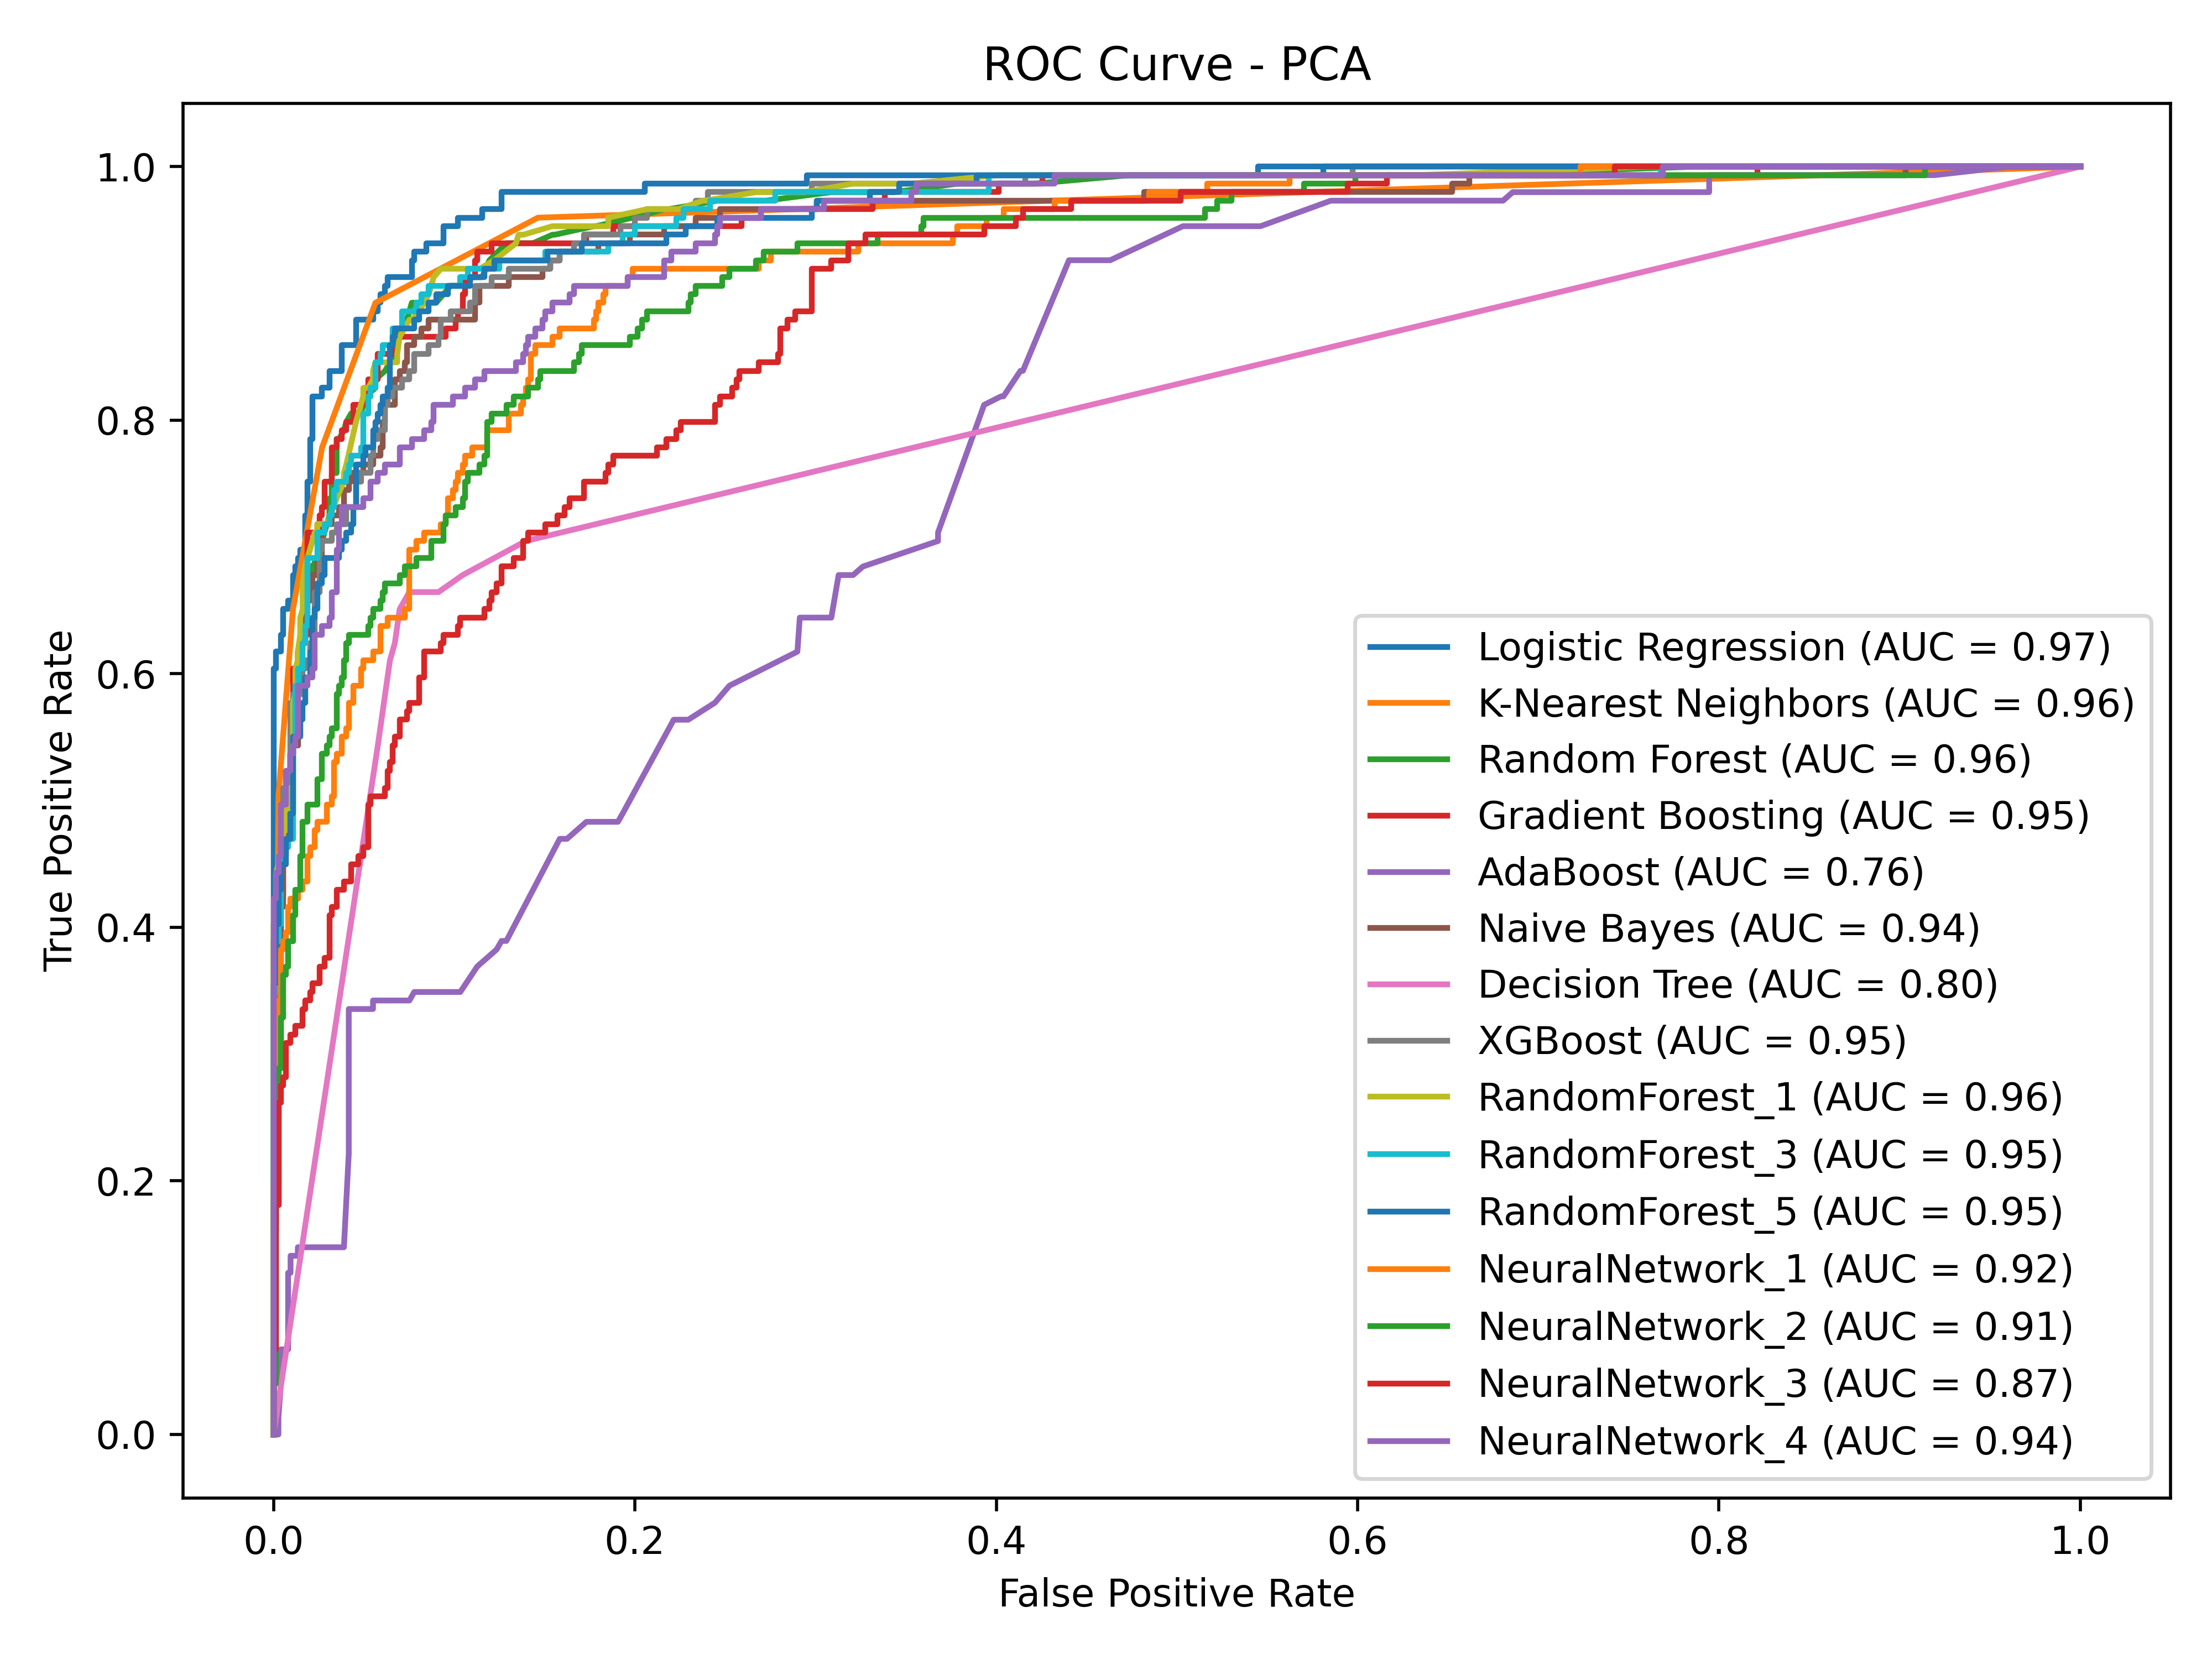 ROC Curve - PCA
True Positive Rate
1.0
0.8
0.6
0.4
0.2
0.0
Logistic Regression (AUC = 0.97)
K-Nearest Neighbors (AUC = 0.96)
Random Forest (AUC = 0.96)
Gradient Boosting (AUC = 0.95)
AdaBoost (AUC = 0.76)
Naive Bayes (AUC = 0.94)
Decision Tree (AUC = 0.80)
XGBoost (AUC = 0.95)
RandomForest_1 (AUC = 0.96)
RandomForest_3 (AUC = 0.95)
RandomForest_5 (AUC = 0.95)
NeuralNetwork_1 (AUC = 0.92)
NeuralNetwork_2 (AUC = 0.91)
NeuralNetwork_3 (AUC = 0.87)
NeuralNetwork_4 (AUC = 0.94)
0.0 0.2 0.4 0.6 0.8 1.0
False Positive Rate